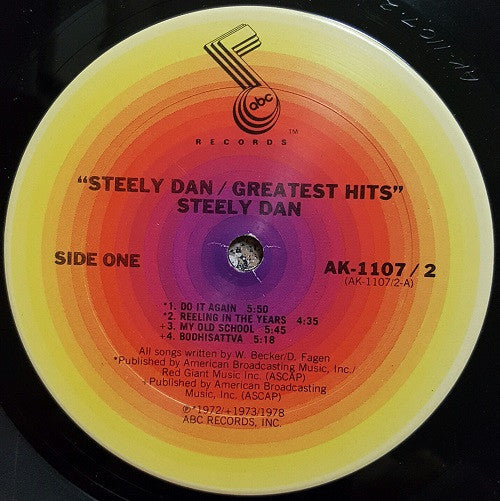 abc
RECORDS ™
"STEELY DAN / GREATEST HITS"
STEELY DAN
SIDE ONE
AK-1107 / 2
(AK-1107/2-A)
*1. DO IT AGAIN 5:50
*2. REELING IN THE YEARS 4:35
+3. MY OLD SCHOOL 5:45
+4. BODHISATTVA 5:18
All songs written by W. Becker/D. Fagen
*Published by American Broadcasting Music, Inc./
Red Giant Music Inc. (ASCAP)
+Published by American Broadcasting
Music, Inc. (ASCAP)
℗*1972/+1973/1978
ABC RECORDS, INC.